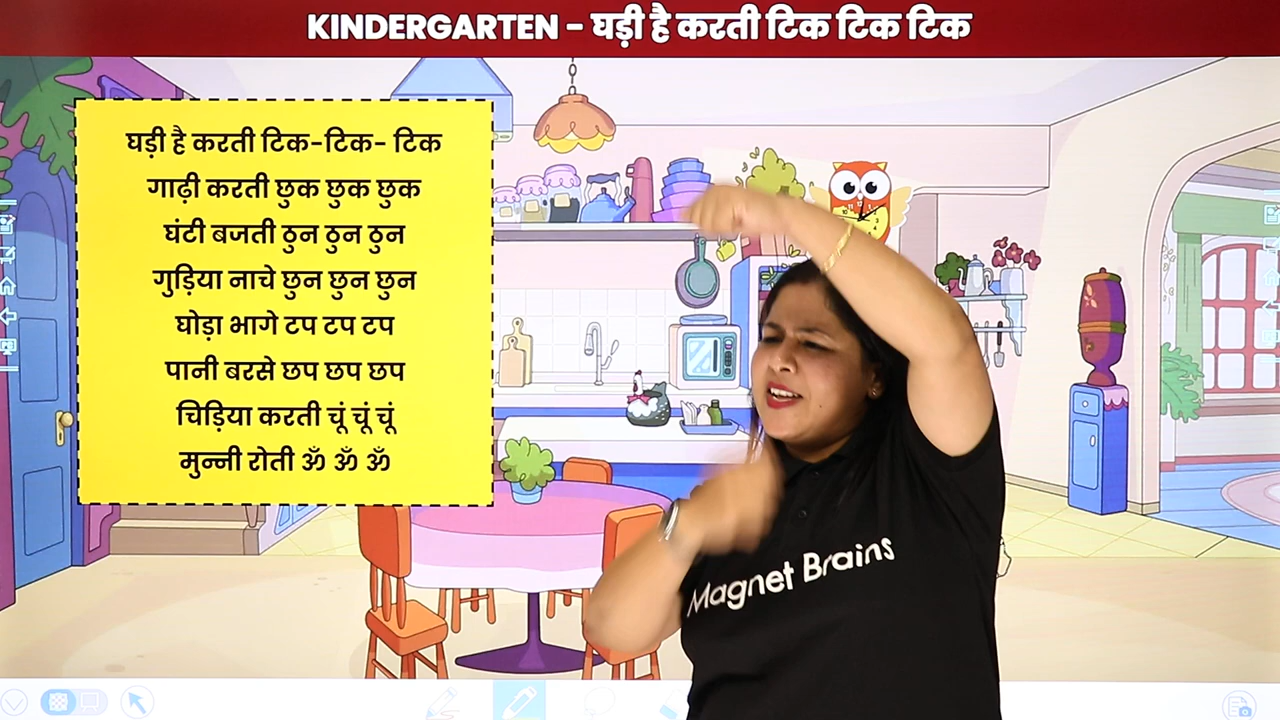 KINDERGARTEN - घड़ी है करती टिक टिक टिक
घड़ी है करती टिक-टिक- टिक
गाढ़ी करती छुक छुक छुक
घंटी बजती ठुन ठुन ठुन
गुड़िया नाचे छुन छुन छुन
घोड़ा भागे टप टप टप
पानी बरसे छप छप छप
चिड़िया करती चूं चूं चूं
मुन्नी रोती ॐ ॐ ॐ
Magnet Brains